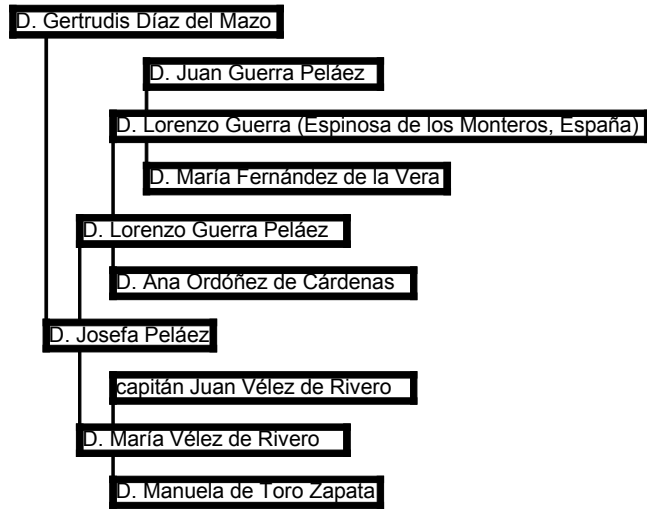 D. Gertrudis Díaz del Mazo
D. Juan Guerra Peláez
D. Lorenzo Guerra (Espinosa de los Monteros, España)
D. María Fernández de la Vera
D. Lorenzo Guerra Peláez
D. Ana Ordóñez de Cárdenas
D. Josefa Peláez
capitán Juan Vélez de Rivero
D. María Vélez de Rivero
D. Manuela de Toro Zapata